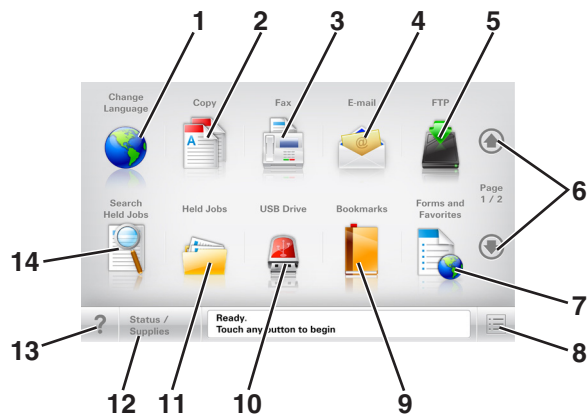 1
2
3
4
5
Change
Language
Copy
Fax
E-mail
FTP
A
@
6
Page
1 / 2
Search
Held Jobs
Held Jobs
USB Drive
Bookmarks
Forms and
Favorites
14
7
?
Status /
Supplies
Ready.
Touch any button to begin
13
12
11
10
9
8